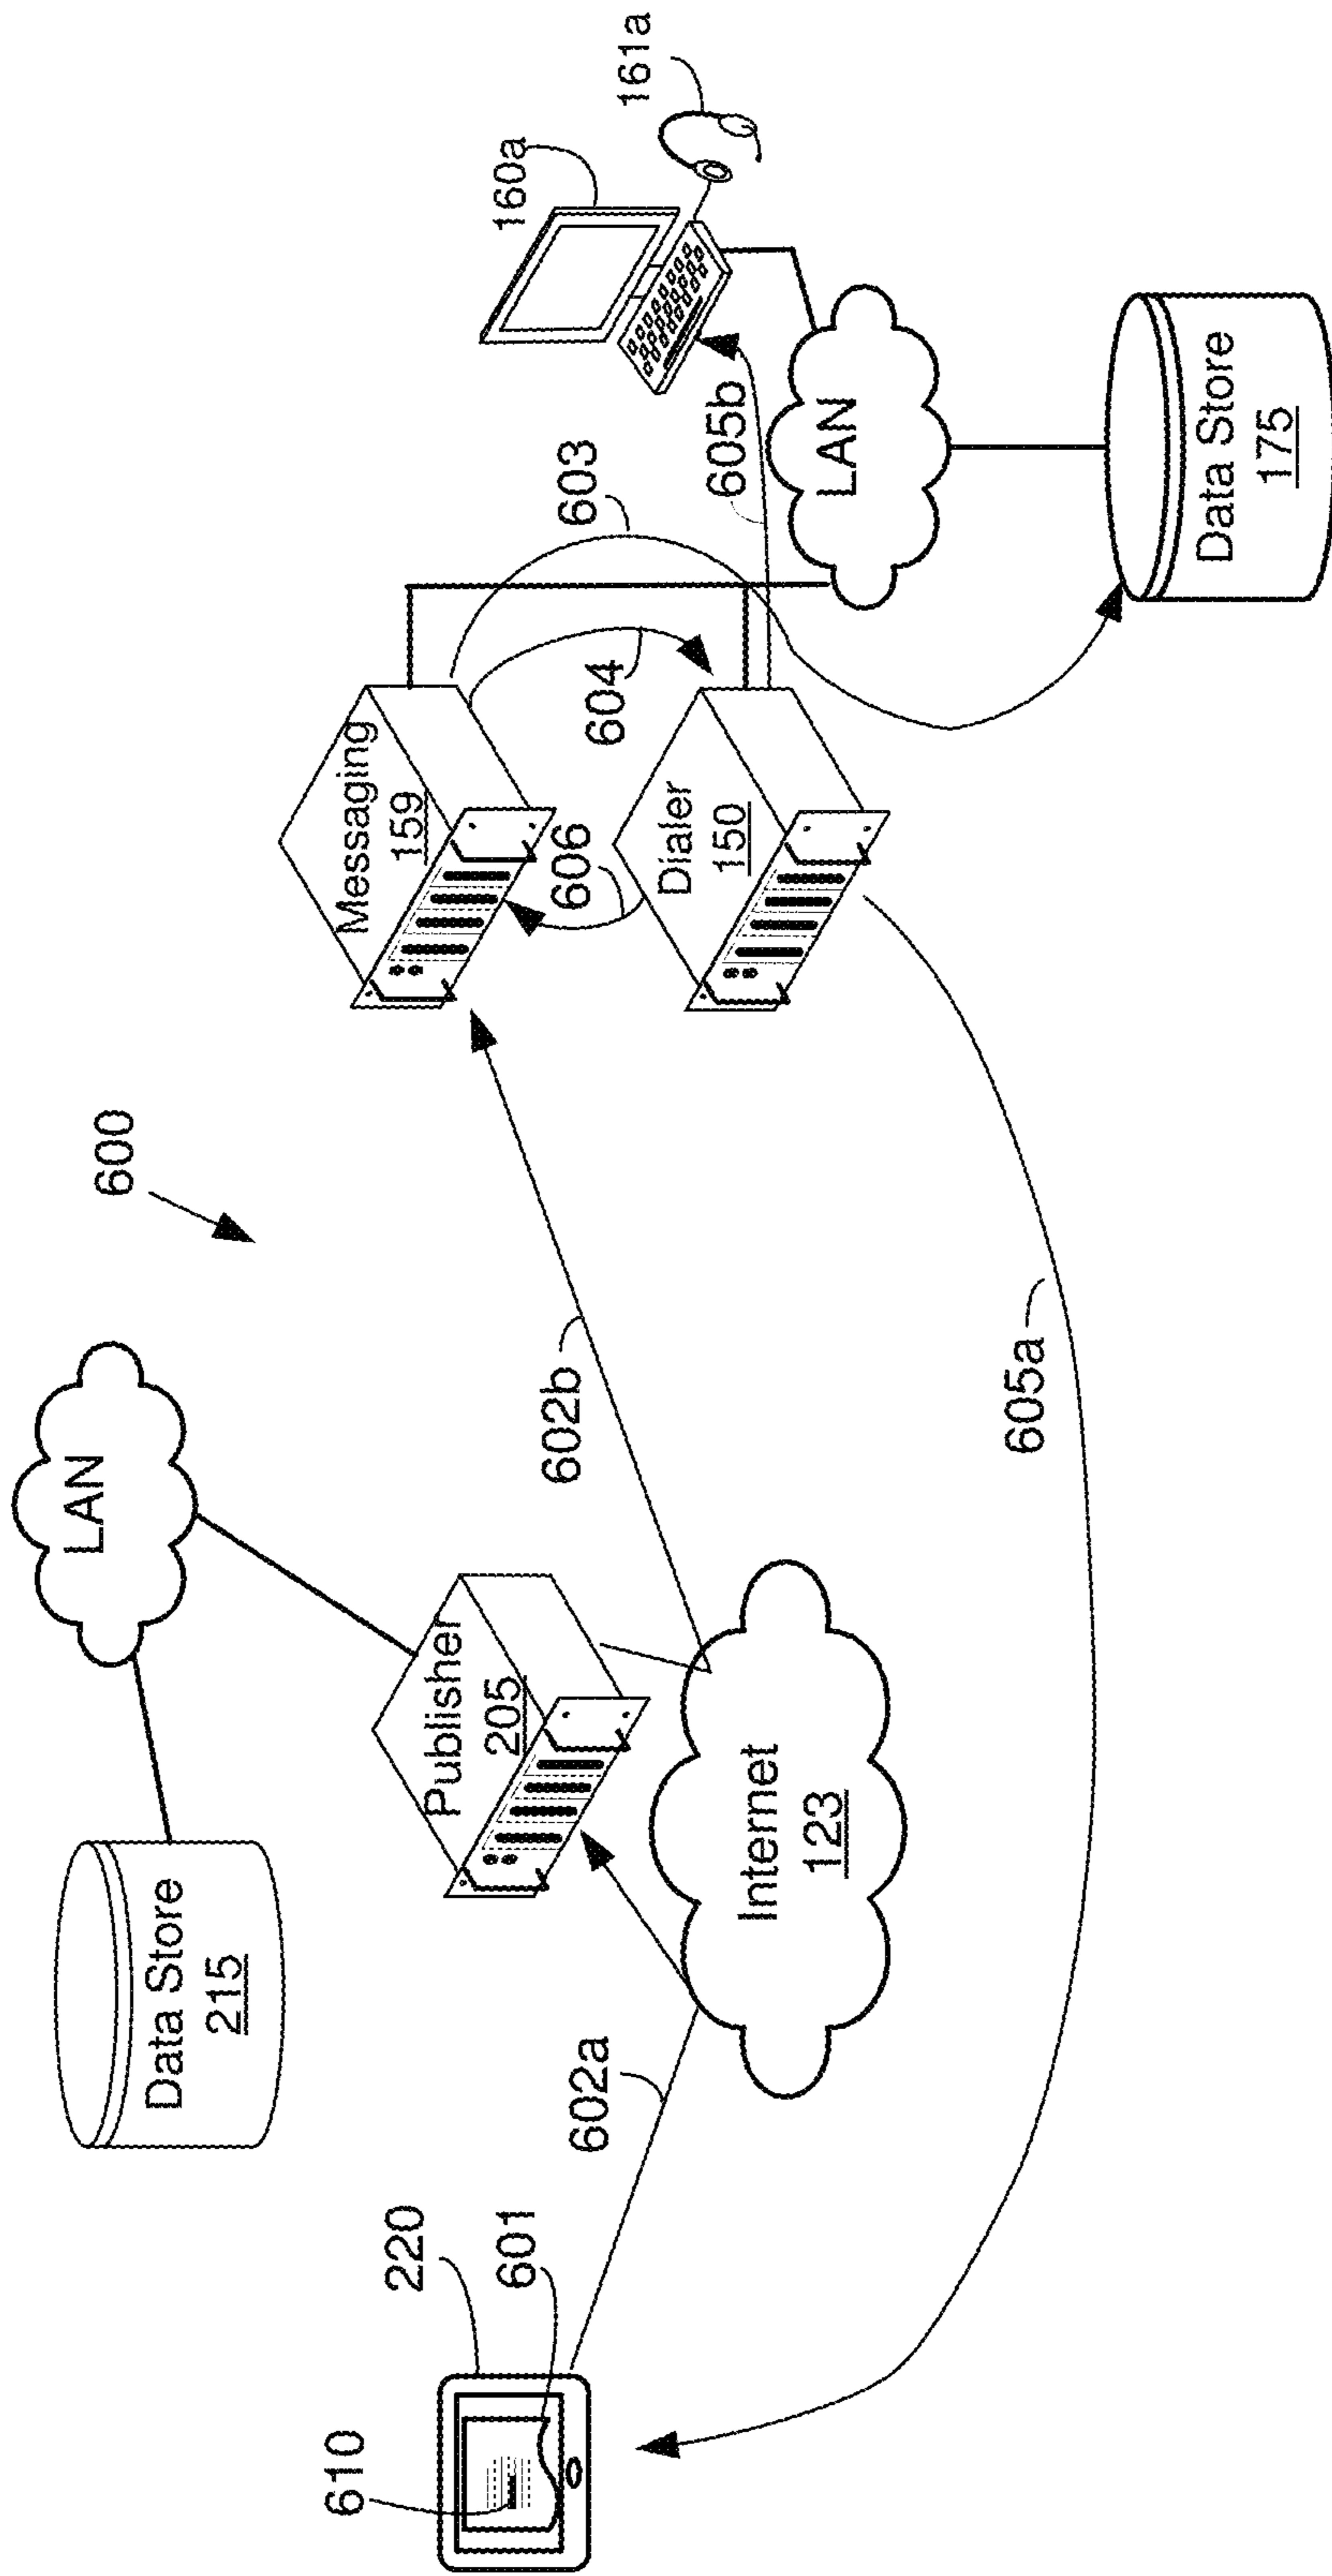 600
LAN
Data Store
215
Publisher
205
Messaging
159
160a
161a
610
220
601
602a
602b
603
604
606
605b
Dialer
150
Internet
123
LAN
605a
Data Store
175